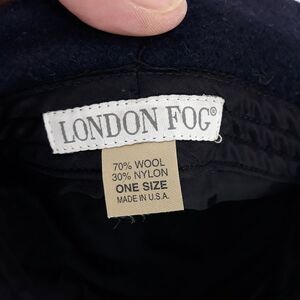 LONDON FOG®
70% WOOL
30% NYLON
ONE SIZE
MADE IN U.S.A.